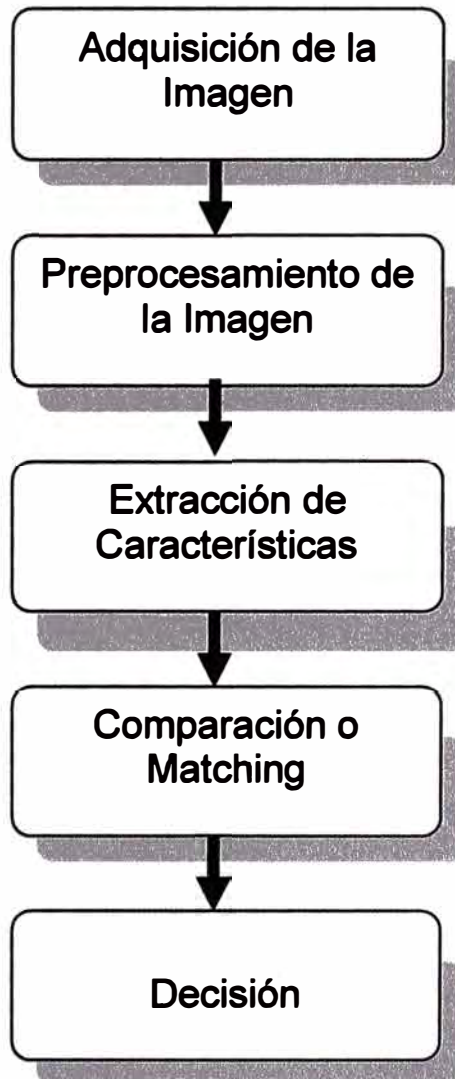 Adquisición de la
Imagen
Preprocesamiento de
la Imagen
Extracción de
Características
Comparación o
Matching
Decisión